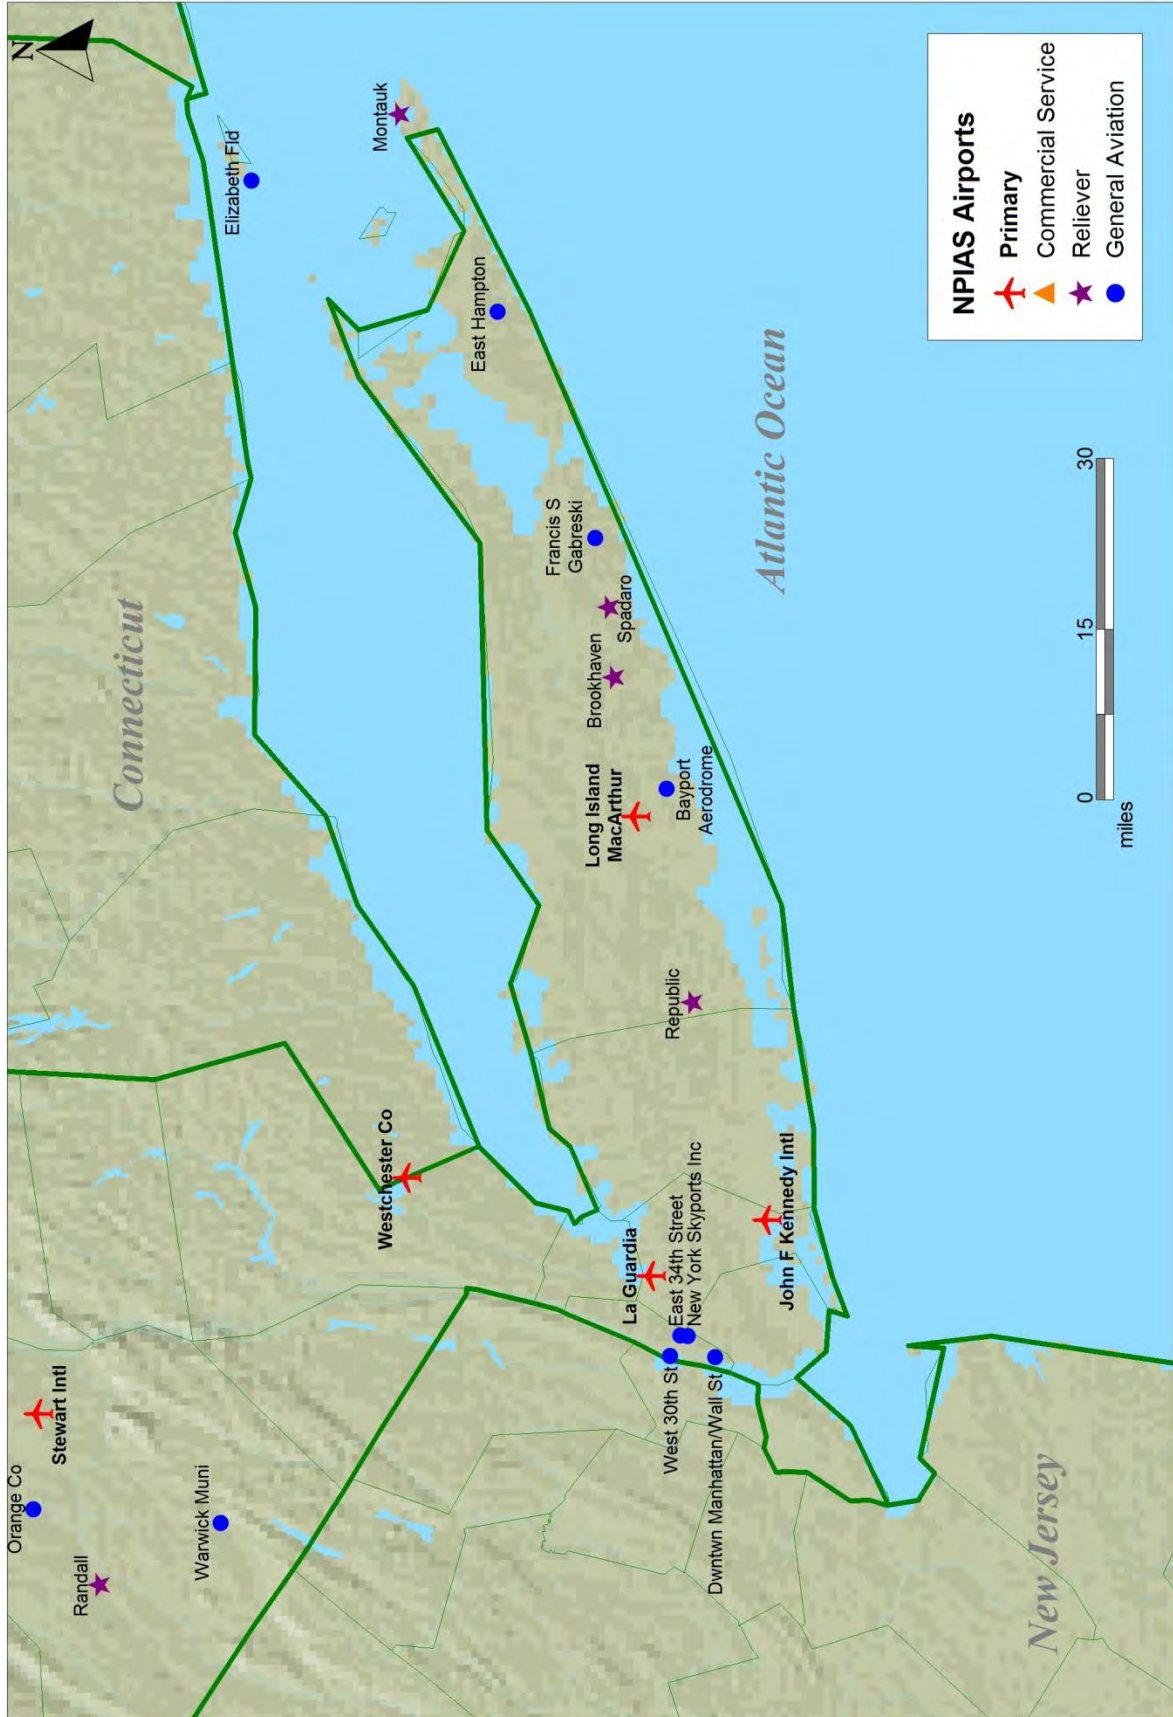 N
Connecticut
Orange Co
Randall
Stewart Intl
Warwick Muni
Elizabeth Fld
Westchester Co
Montauk
East Hampton
Francis S
Gabreski
Spadaro
Brookhaven
Long Island
MacArthur
Bayport
Aerodrome
Republic
La Guardia
East 34th Street
New York Skyports Inc
West 30th St
Dwntwn Manhattan/Wall St
John F Kennedy Intl
Atlantic Ocean
New Jersey
0 15 30
miles
NPIAS Airports
Primary
Commercial Service
Reliever
General Aviation